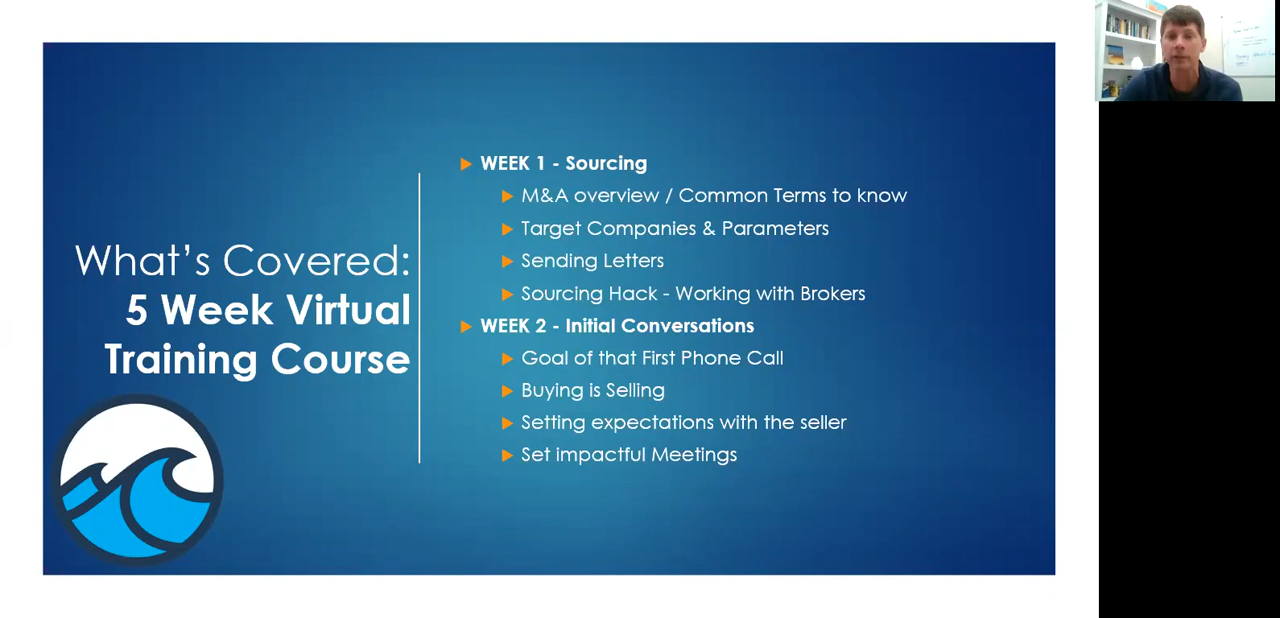 What's Covered:
5 Week Virtual
Training Course
WEEK 1 - Sourcing
M&A overview / Common Terms to know
Target Companies & Parameters
Sending Letters
Sourcing Hack - Working with Brokers
WEEK 2 - Initial Conversations
Goal of that First Phone Call
Buying is Selling
Setting expectations with the seller
Set impactful Meetings